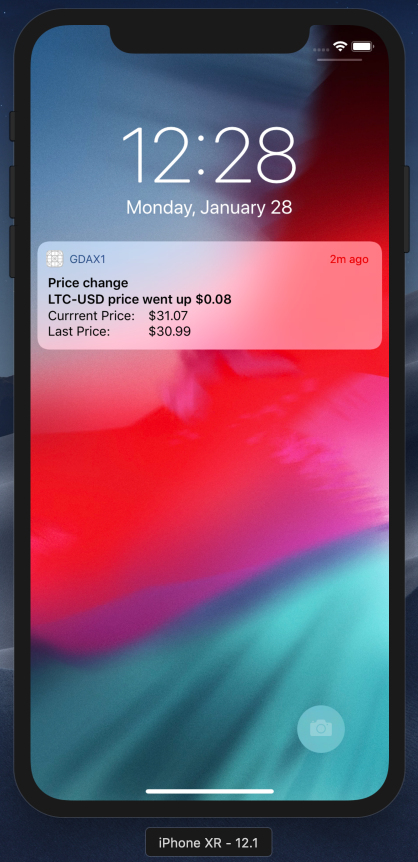 12:28
Monday, January 28
GDAX1 2m ago
Price change
LTC-USD price went up $0.08
Currrent Price: $31.07
Last Price: $30.99
iPhone XR - 12.1